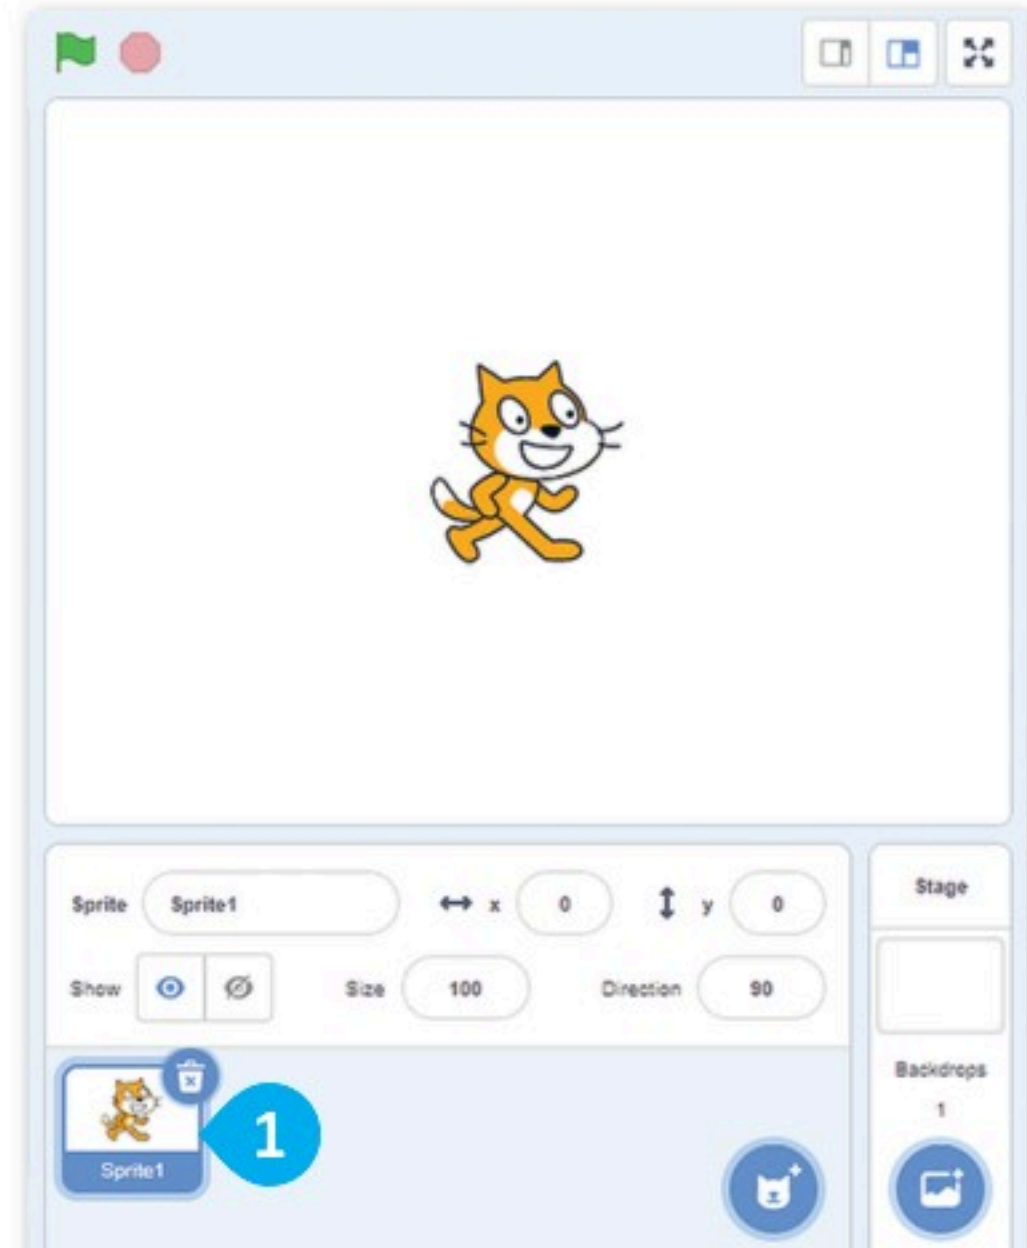 Sprite Sprite1 x 0 y 0
Show Size 100 Direction 90
Sprite1
1
Stage
Backdrops
1